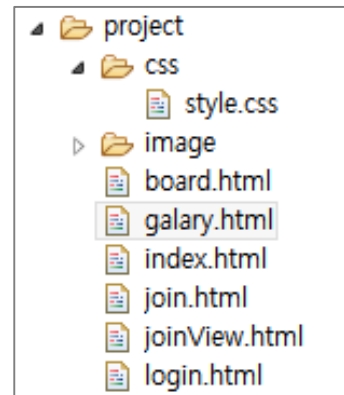 project
css
style.css
image
board.html
galary.html
index.html
join.html
joinView.html
login.html